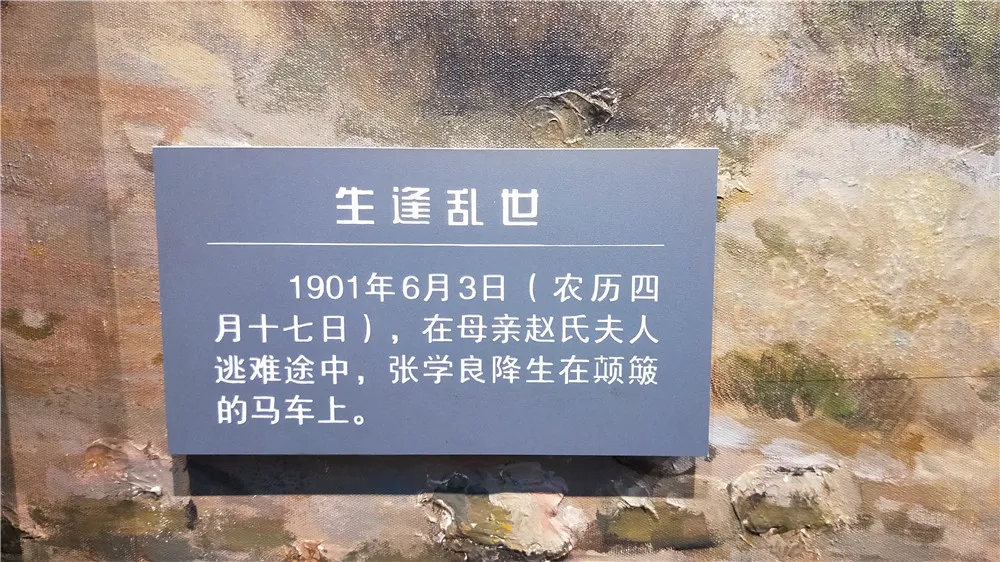 生逢乱世
1901年6月3日（农历四
月十七日），在母亲赵氏夫人
逃难途中，张学良降生在颠簸
的马车上。